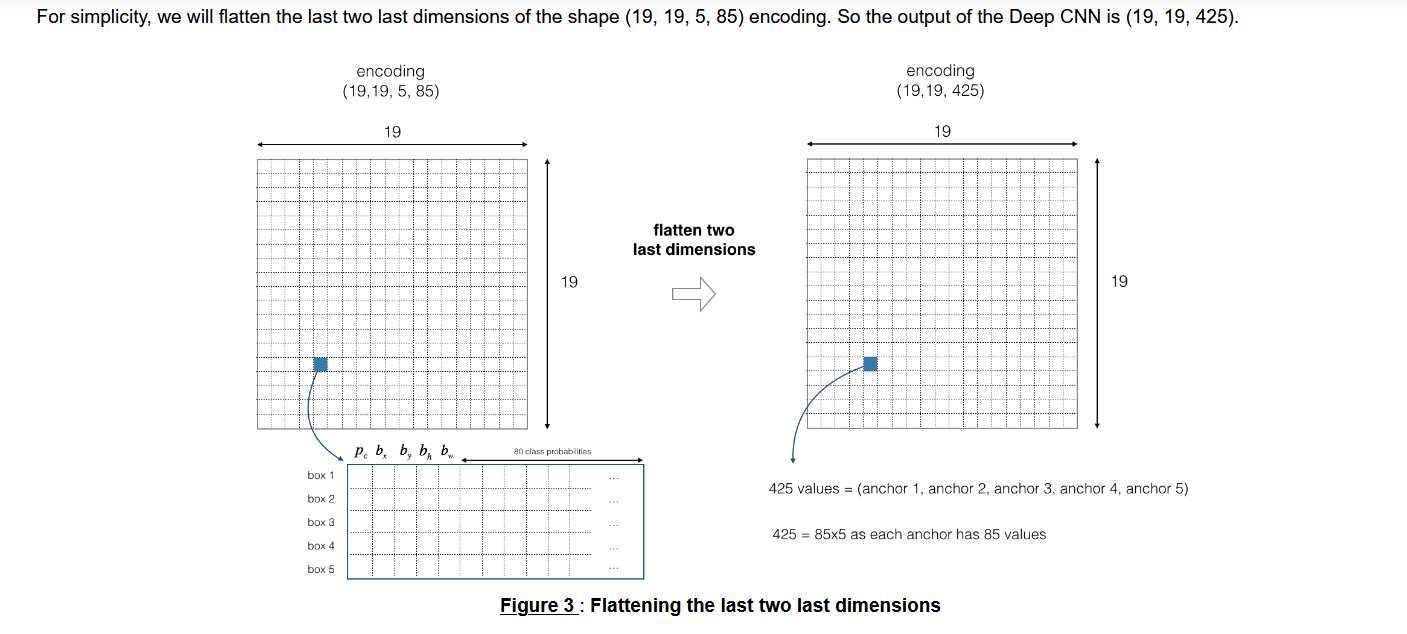 For simplicity, we will flatten the last two last dimensions of the shape (19, 19, 5, 85) encoding. So the output of the Deep CNN is (19, 19, 425).
encoding
(19,19, 5, 85)
19
19
flatten two
last dimensions
encoding
(19,19, 425)
19
19
p_c b_x b_y b_h b_w
80 class probabilities
box 1 ...
box 2 ...
box 3 ...
box 4 ...
box 5 ...
425 values = (anchor 1, anchor 2, anchor 3, anchor 4, anchor 5)
425 = 85x5 as each anchor has 85 values
Figure 3 : Flattening the last two last dimensions